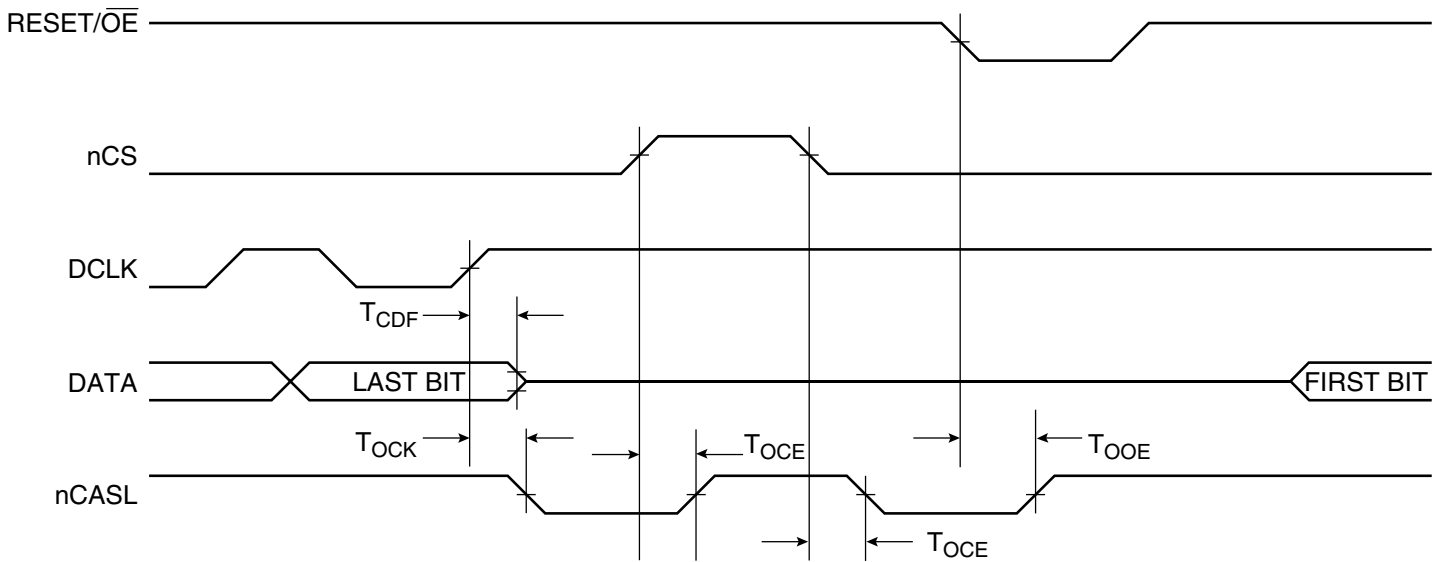 RESET/OE
nCS
DCLK
TCDF
DATA
LAST BIT
FIRST BIT
TOCK
TOCE
TOOE
nCASL
TOCE